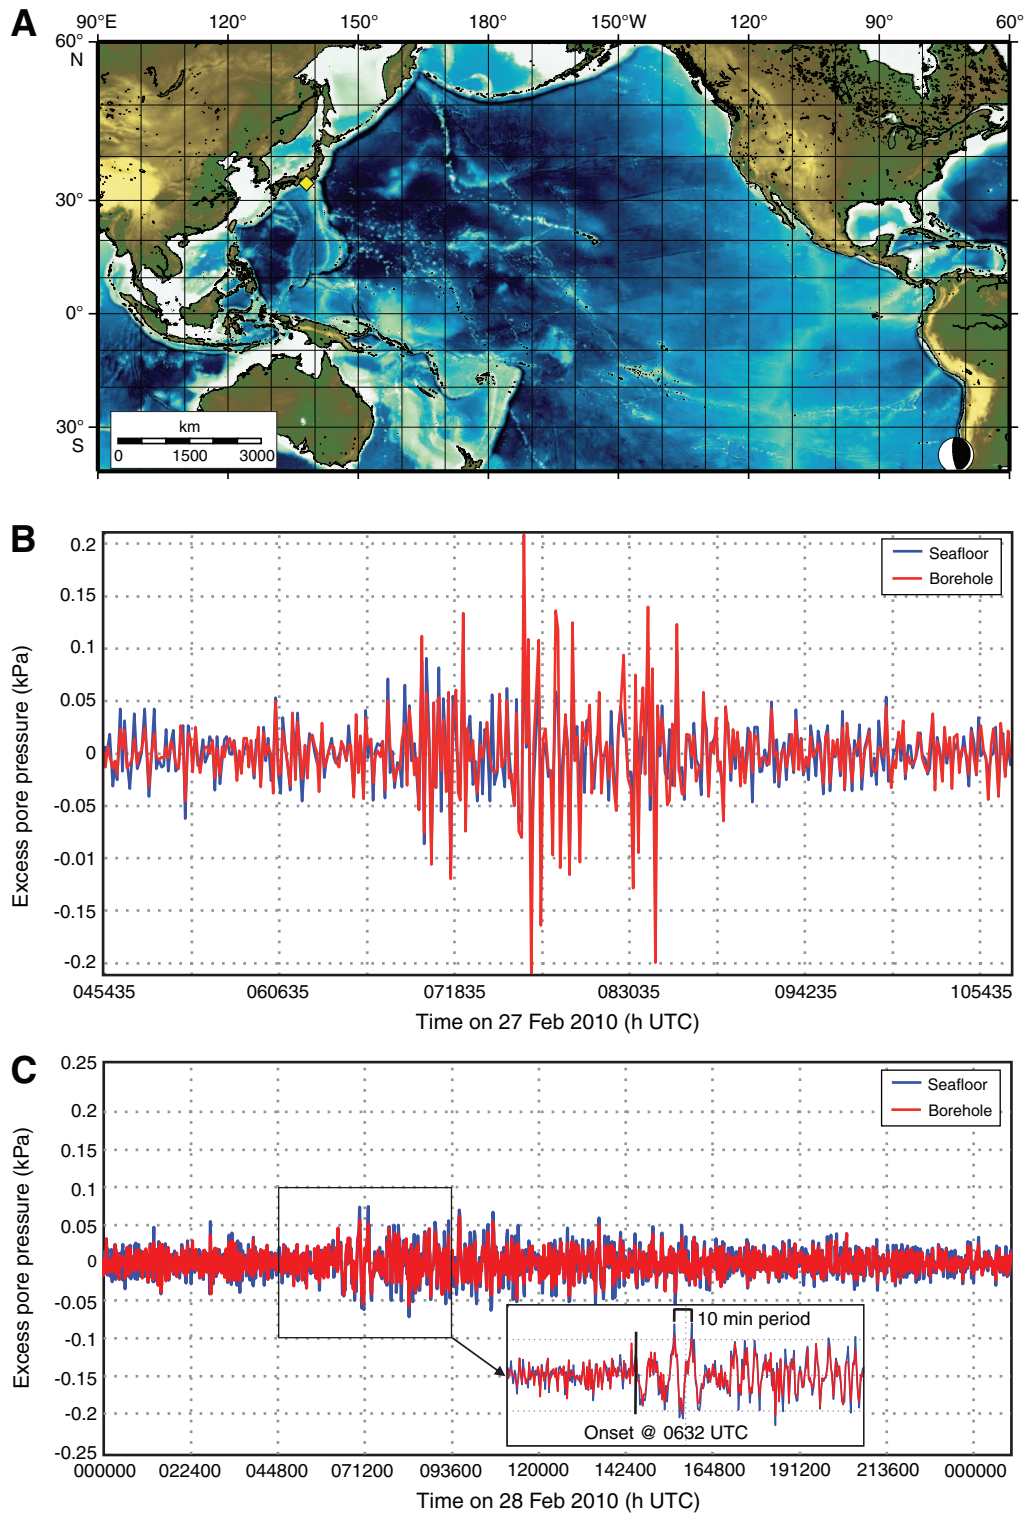 A
90°E 120° 150° 180° 150°W 120° 90° 60°
60°
N
30°
0°
30°
S
km
0 1500 3000
B
Excess pore pressure (kPa)
0.2
0.15
0.1
0.05
0
-0.05
-0.01
-0.15
-0.2
Seafloor
Borehole
045435 060635 071835 083035 094235 105435
Time on 27 Feb 2010 (h UTC)
C
Excess pore pressure (kPa)
0.25
0.2
0.15
0.1
0.05
0
-0.05
-0.1
-0.15
-0.2
-0.25
Seafloor
Borehole
10 min period
Onset @ 0632 UTC
000000 022400 044800 071200 093600 120000 142400 164800 191200 213600 000000
Time on 28 Feb 2010 (h UTC)